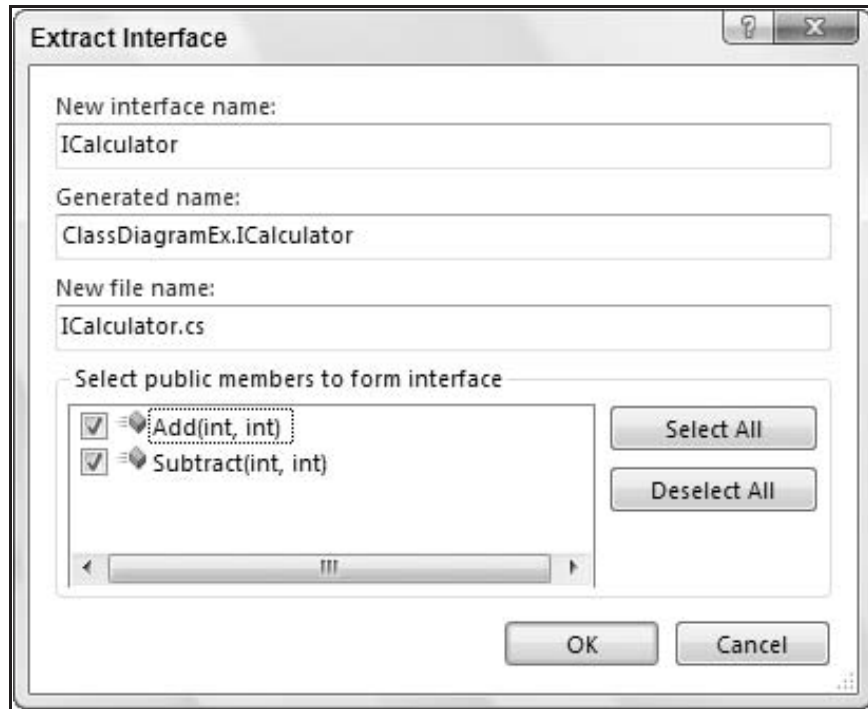 Extract Interface
New interface name:
ICalculator
Generated name:
ClassDiagramEx.ICalculator
New file name:
ICalculator.cs
Select public members to form interface
Add(int, int)
Subtract(int, int)
Select All
Deselect All
OK
Cancel